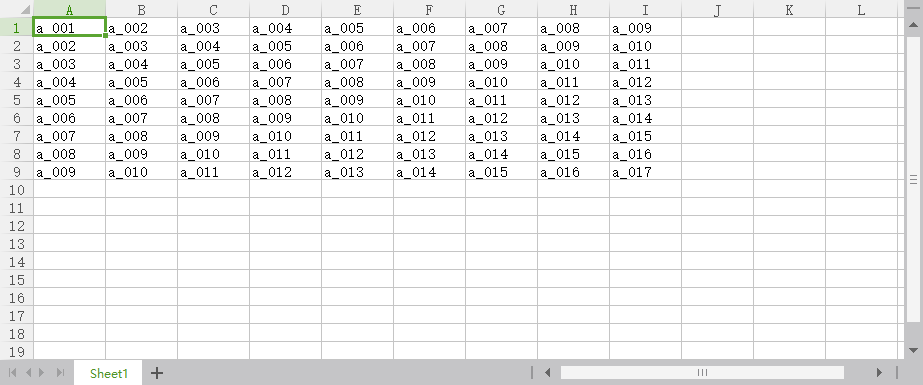 A B C D E F G H I J K L
1 a_001 a_002 a_003 a_004 a_005 a_006 a_007 a_008 a_009
2 a_002 a_003 a_004 a_005 a_006 a_007 a_008 a_009 a_010
3 a_003 a_004 a_005 a_006 a_007 a_008 a_009 a_010 a_011
4 a_004 a_005 a_006 a_007 a_008 a_009 a_010 a_011 a_012
5 a_005 a_006 a_007 a_008 a_009 a_010 a_011 a_012 a_013
6 a_006 a_007 a_008 a_009 a_010 a_011 a_012 a_013 a_014
7 a_007 a_008 a_009 a_010 a_011 a_012 a_013 a_014 a_015
8 a_008 a_009 a_010 a_011 a_012 a_013 a_014 a_015 a_016
9 a_009 a_010 a_011 a_012 a_013 a_014 a_015 a_016 a_017
10
11
12
13
14
15
16
17
18
19
Sheet1